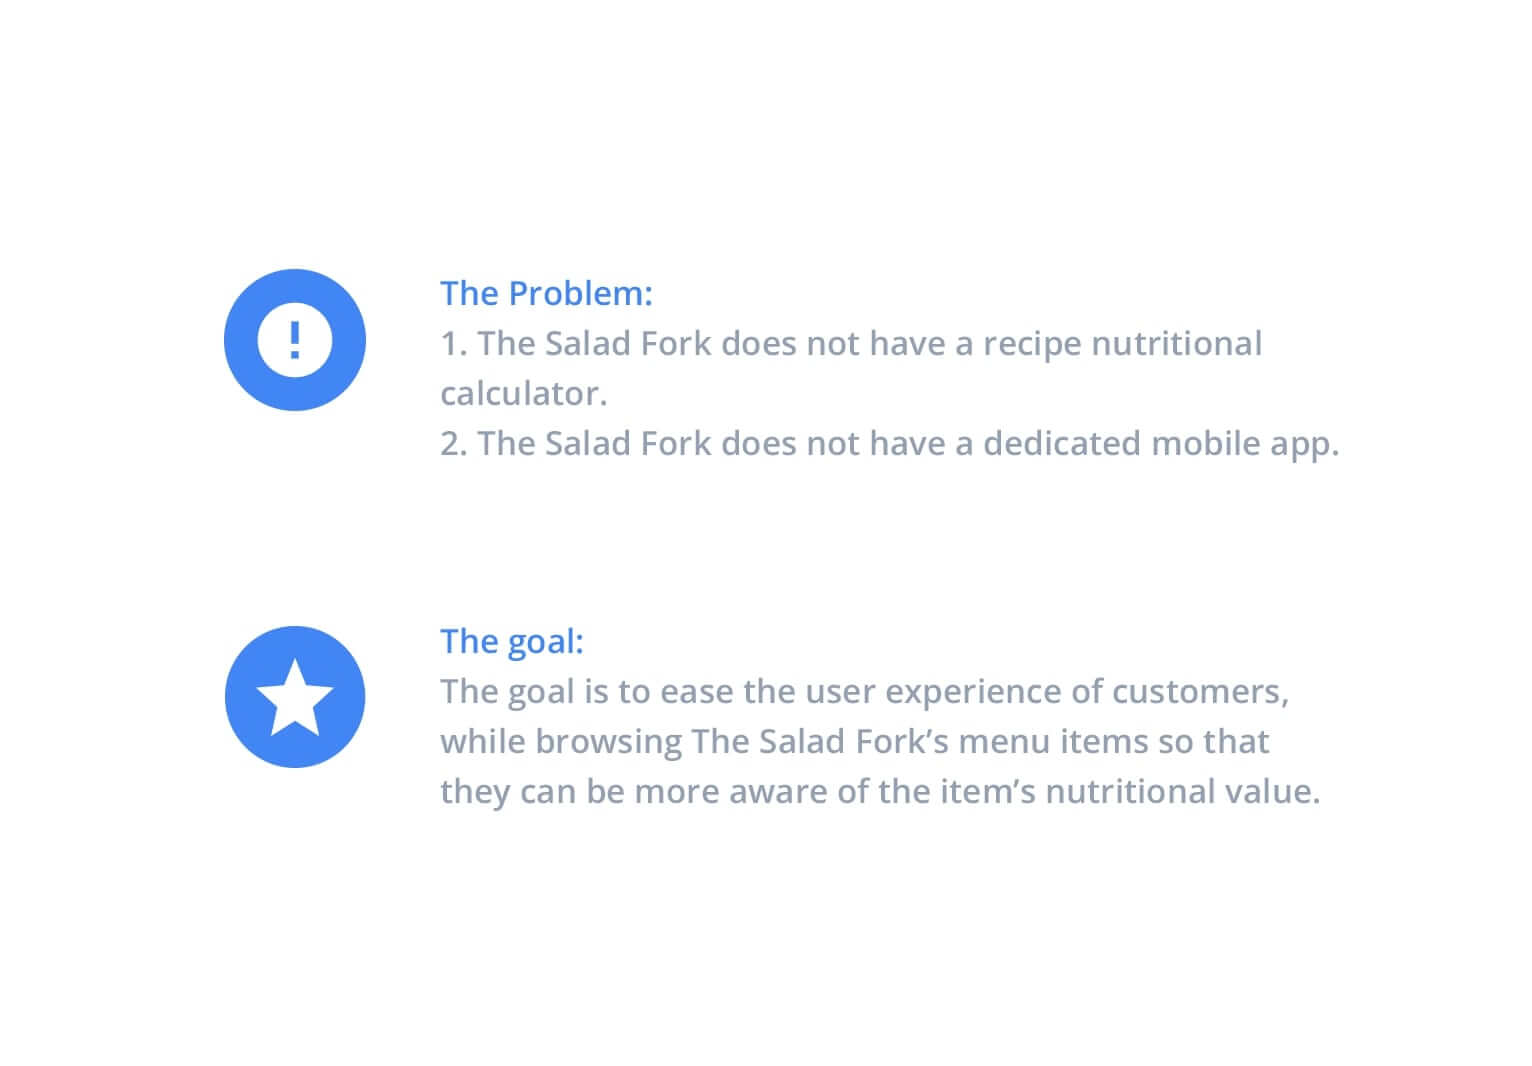 The Problem:
1. The Salad Fork does not have a recipe nutritional
calculator.
2. The Salad Fork does not have a dedicated mobile app.
The goal:
The goal is to ease the user experience of customers,
while browsing The Salad Fork’s menu items so that
they can be more aware of the item’s nutritional value.